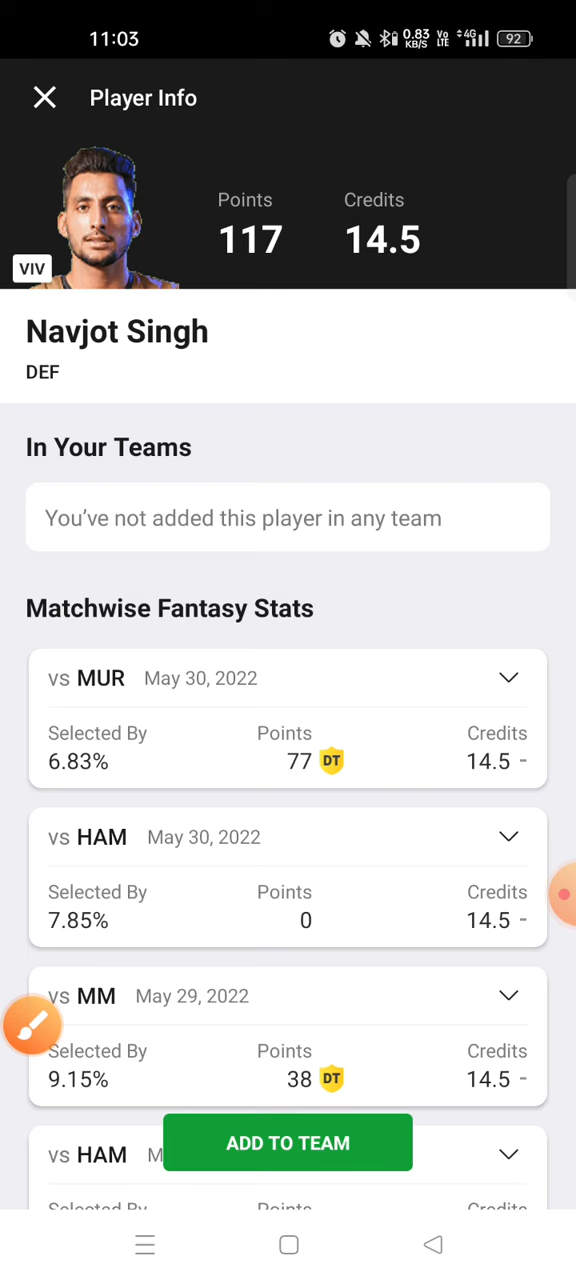 11:03
0.83 KB/S Vo LTE 4G 92
Player Info
Points Credits
117 14.5
VIV
Navjot Singh
DEF
In Your Teams
You've not added this player in any team
Matchwise Fantasy Stats
vs MUR May 30, 2022
Selected By Points Credits
6.83% 77 DT 14.5 -
vs HAM May 30, 2022
Selected By Points Credits
7.85% 0 14.5 -
vs MM May 29, 2022
Selected By Points Credits
9.15% 38 DT 14.5 -
vs HAM M
ADD TO TEAM
Selected By Points Credits